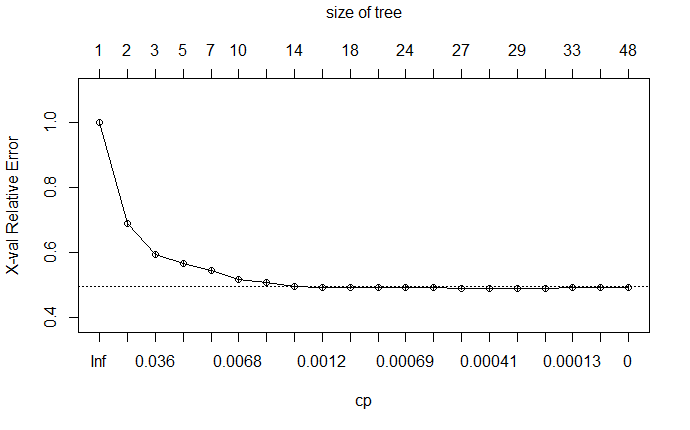 size of tree
1 2 3 5 7 10 14 18 24 27 29 33 48
X-val Relative Error
1.0
0.8
0.6
0.4
Inf 0.036 0.0068 0.0012 0.00069 0.00041 0.00013 0
cp